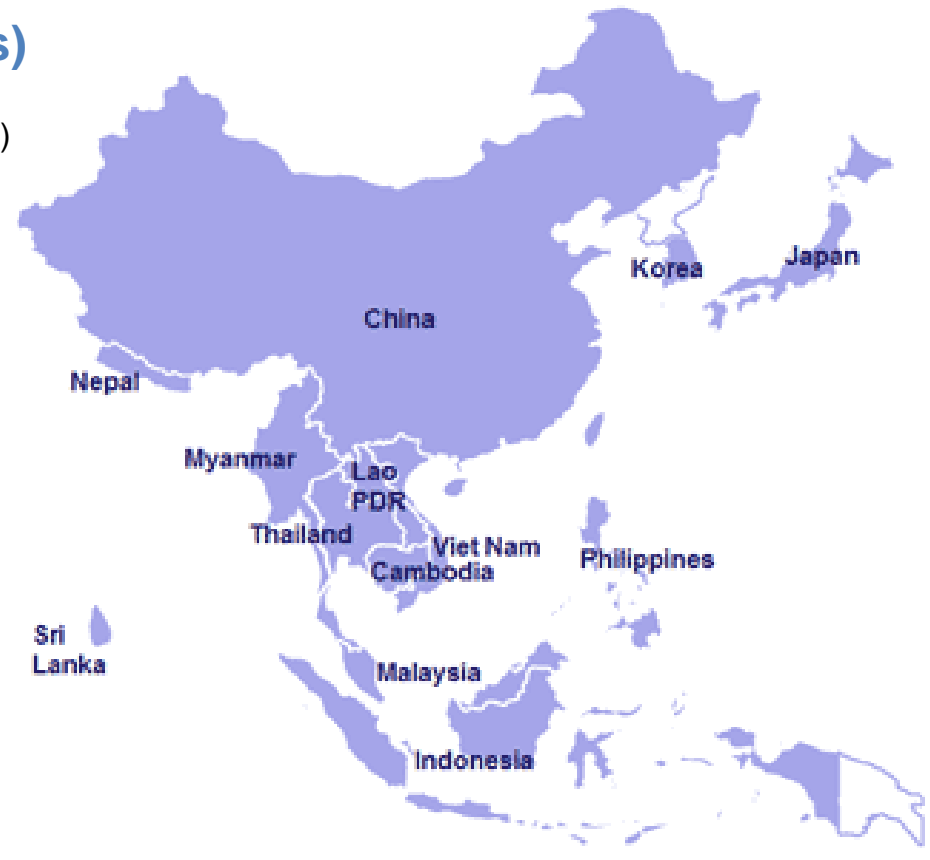 s)
)
Japan
Korea
China
Nepal
Myanmar
Lao
PDR
Thailand
Viet Nam
Philippines
Cambodia
Sri
Lanka
Malaysia
Indonesia